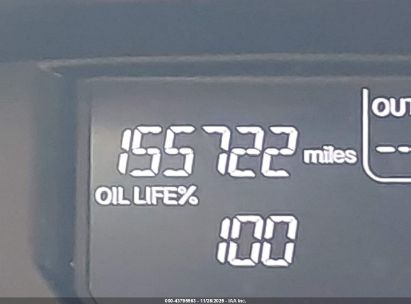 OUT
155722 miles
--
OIL LIFE%
100